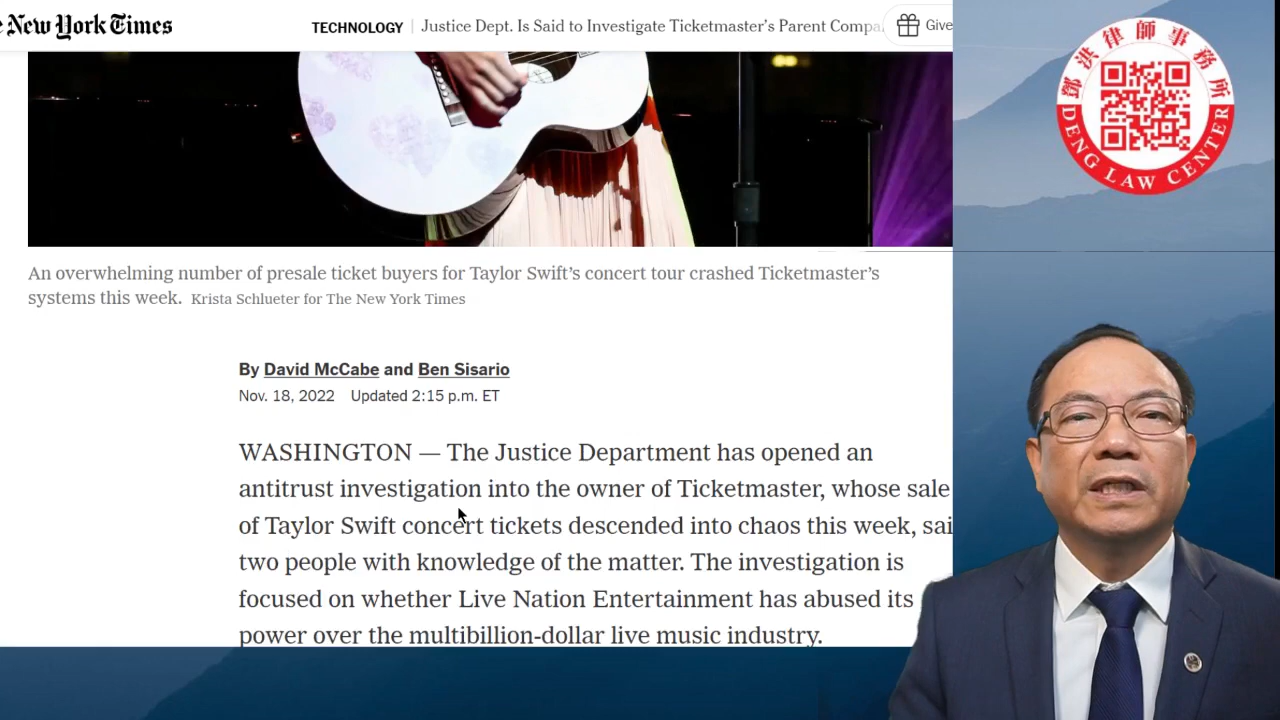 e New York Times
TECHNOLOGY | Justice Dept. Is Said to Investigate Ticketmaster's Parent Compa
Give
鄧洪律師事務所
DENG LAW CENTER
An overwhelming number of presale ticket buyers for Taylor Swift's concert tour crashed Ticketmaster's
systems this week. Krista Schlueter for The New York Times
By David McCabe and Ben Sisario
Nov. 18, 2022 Updated 2:15 p.m. ET
WASHINGTON — The Justice Department has opened an
antitrust investigation into the owner of Ticketmaster, whose sale
of Taylor Swift concert tickets descended into chaos this week, sai
two people with knowledge of the matter. The investigation is
focused on whether Live Nation Entertainment has abused its
power over the multibillion-dollar live music industry.